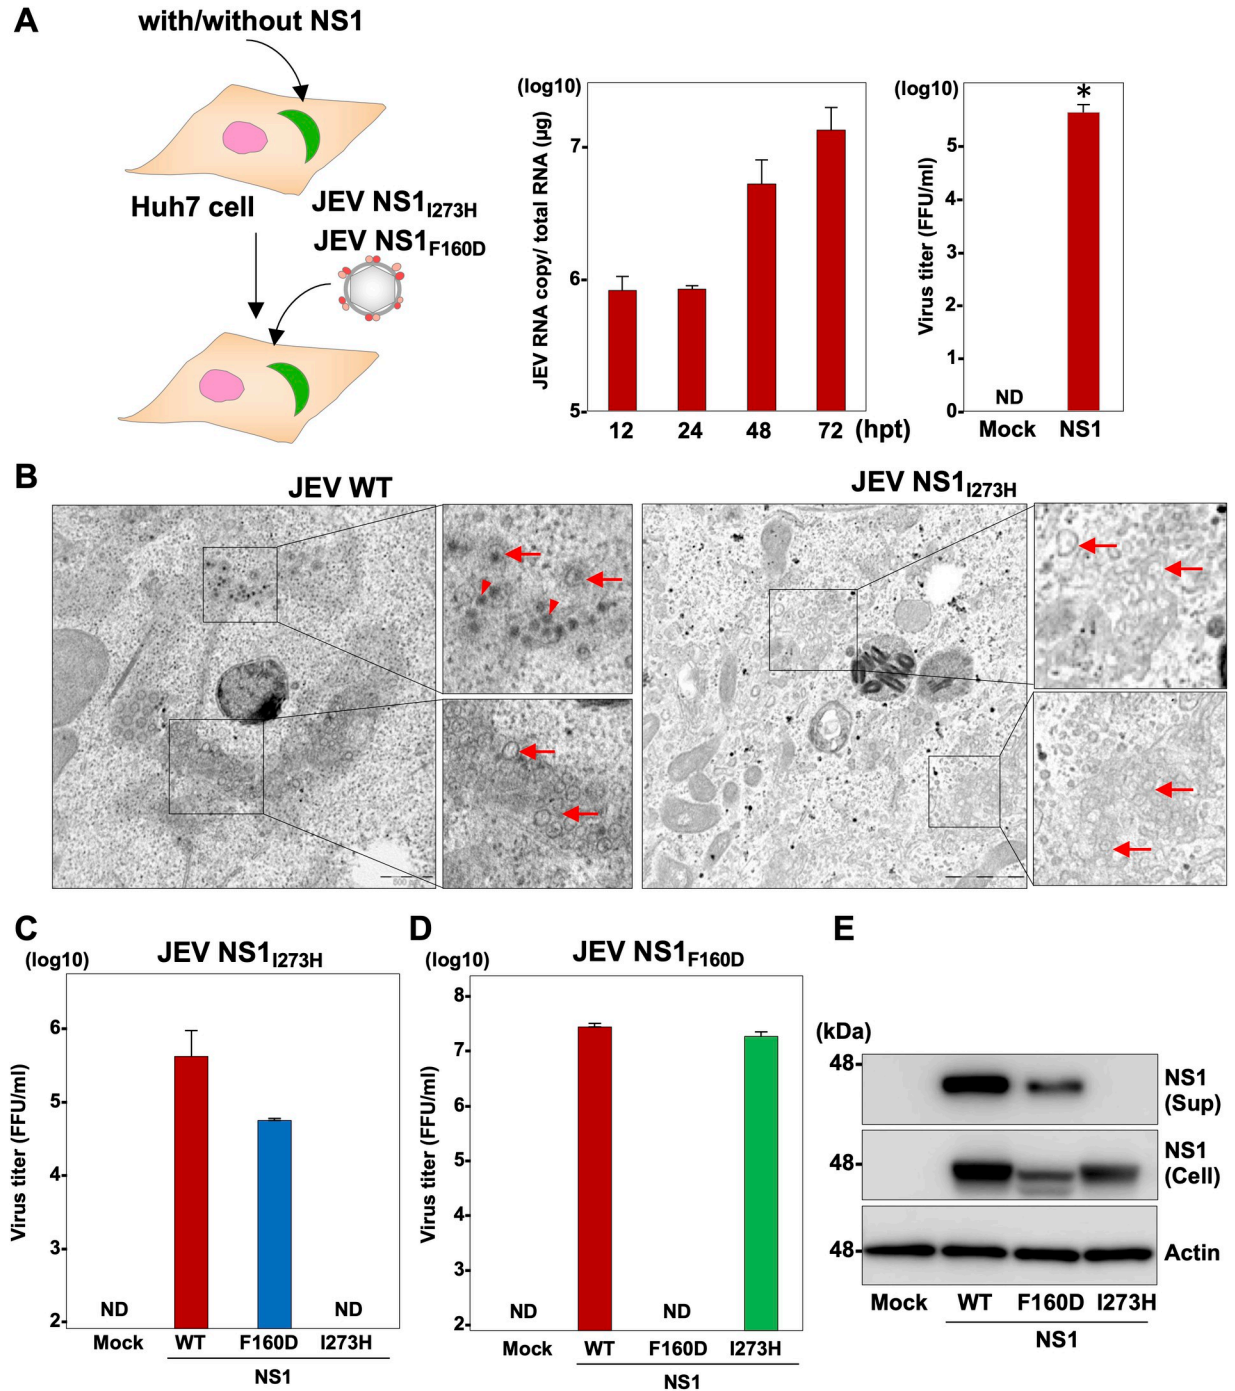 A
with/without NS1
Huh7 cell
JEV NS1I273H
JEV NS1F160D
(log10)
JEV RNA copy/ total RNA (µg)
7
6
5
12 24 48 72 (hpt)
(log10)
Virus titer (FFU/ml)
*
5
4
3
2
1
0
ND
Mock NS1
B
JEV WT
JEV NS1I273H
C
JEV NS1I273H
(log10)
Virus titer (FFU/ml)
6
5
4
3
2
ND
ND
Mock WT F160D I273H
NS1
D
JEV NS1F160D
(log10)
Virus titer (FFU/ml)
8
7
6
5
4
3
2
ND
ND
Mock WT F160D I273H
NS1
E
(kDa)
48
NS1
(Sup)
48
NS1
(Cell)
48
Actin
Mock WT F160D I273H
NS1